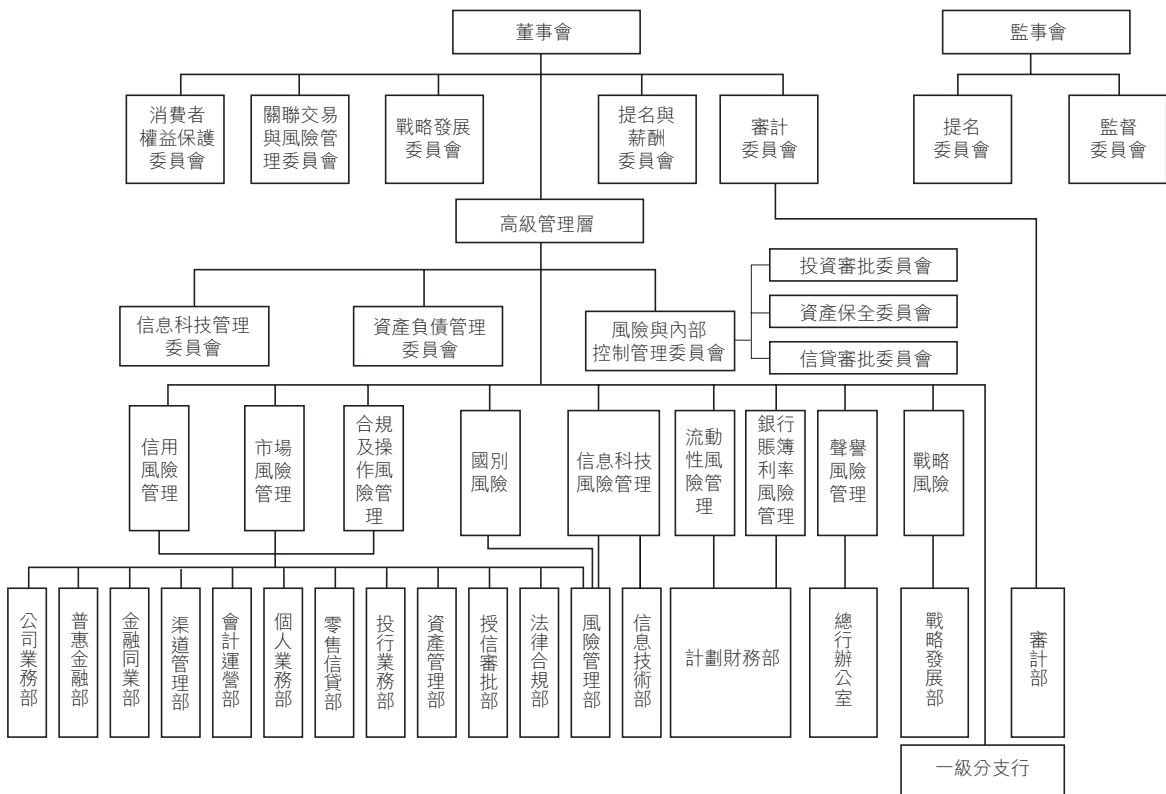 董事會
監事會
消費者
權益保護
委員會
關聯交易
與風險管
理委員會
戰略發展
委員會
提名與
薪酬
委員會
審計
委員會
提名
委員會
監督
委員會
高級管理層
投資審批委員會
資產保全委員會
信貸審批委員會
信息科技管理
委員會
資產負債管理
委員會
風險與內部
控制管理委員會
信用
風險
管理
市場
風險
管理
合規
及操
作風
險管
理
國別
風險
信息科技
風險管理
流動
性風
險管
理
銀行
賬簿
利率
風險
管理
聲譽
風險
管理
戰略
風險
公司業務部
普惠金融部
金融同業部
渠道管理部
會計運營部
個人業務部
零售信貸部
投行業務部
資產管理部
授信審批部
法律合規部
風險管理部
信息技術部
計劃財務部
總行辦公室
戰略發展部
審計部
一級分支行